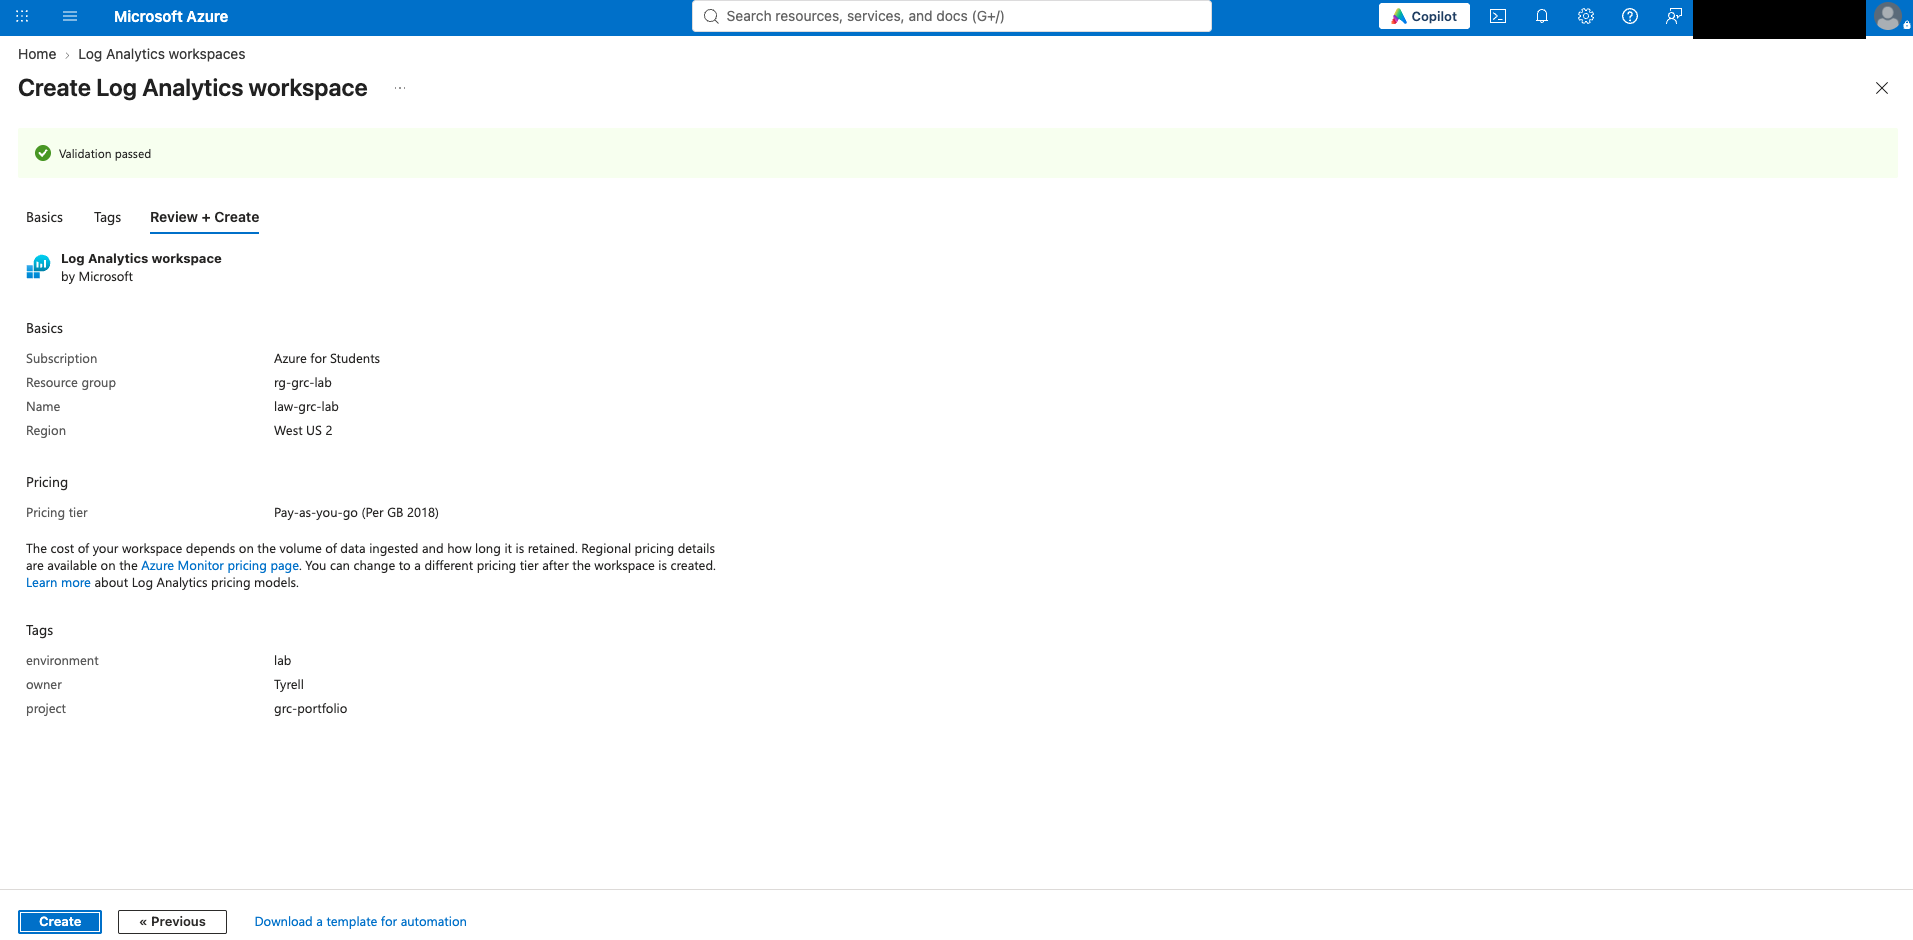 Microsoft Azure
Search resources, services, and docs (G+/)
Copilot
Home > Log Analytics workspaces
Create Log Analytics workspace ...
Validation passed
Basics Tags Review + Create
Log Analytics workspace
by Microsoft
Basics
Subscription Azure for Students
Resource group rg-grc-lab
Name law-grc-lab
Region West US 2
Pricing
Pricing tier Pay-as-you-go (Per GB 2018)
The cost of your workspace depends on the volume of data ingested and how long it is retained. Regional pricing details
are available on the Azure Monitor pricing page. You can change to a different pricing tier after the workspace is created.
Learn more about Log Analytics pricing models.
Tags
environment lab
owner Tyrell
project grc-portfolio
Create « Previous Download a template for automation